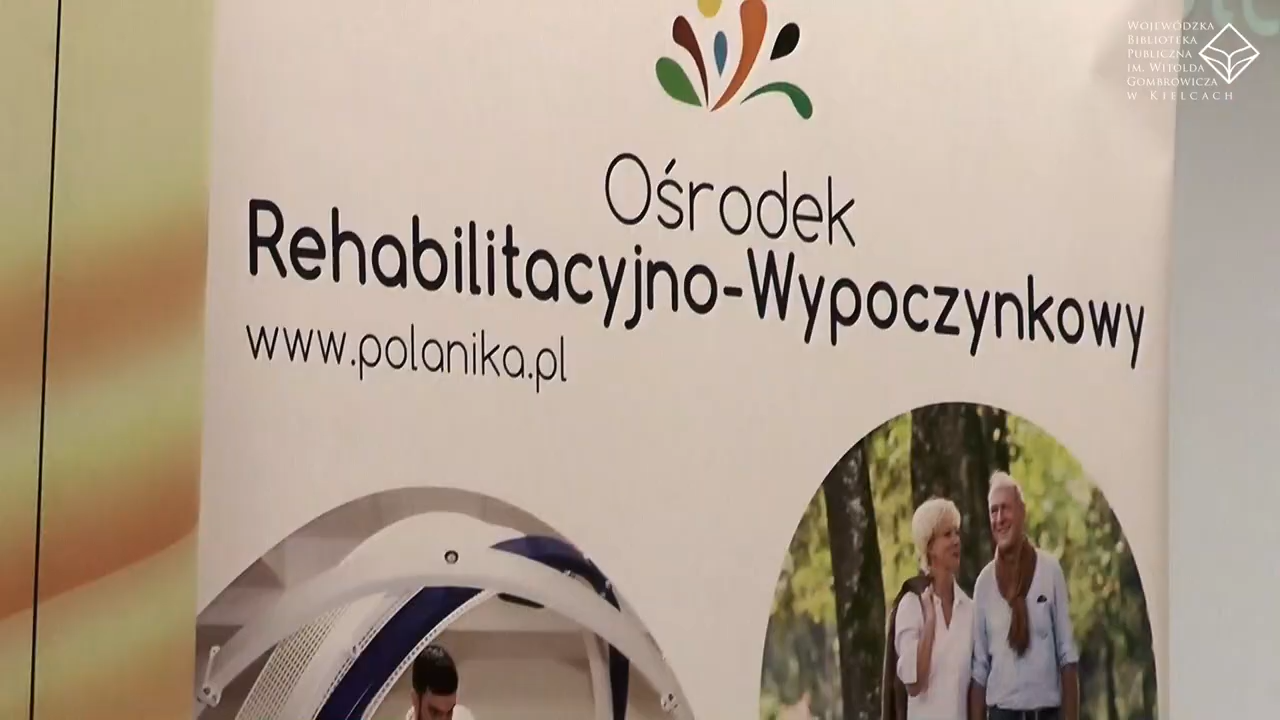 Wojewódzka
Biblioteka
Publiczna
im. Witolda
Gombrowicza
w Kielcach
Ośrodek
Rehabilitacyjno-Wypoczynkowy
www.polanika.pl